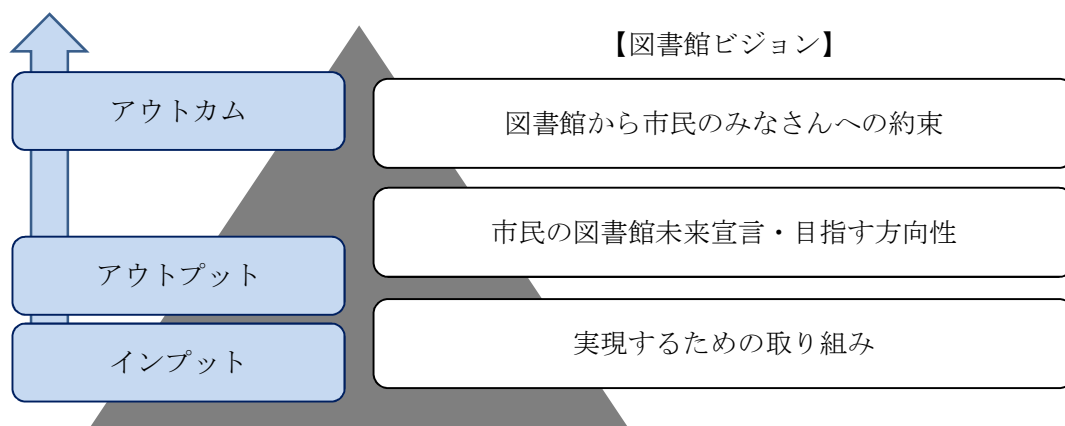 【図書館ビジョン】
アウトカム
図書館から市民のみなさんへの約束
市民の図書館未来宣言・目指す方向性
アウトプット
実現するための取り組み
インプット